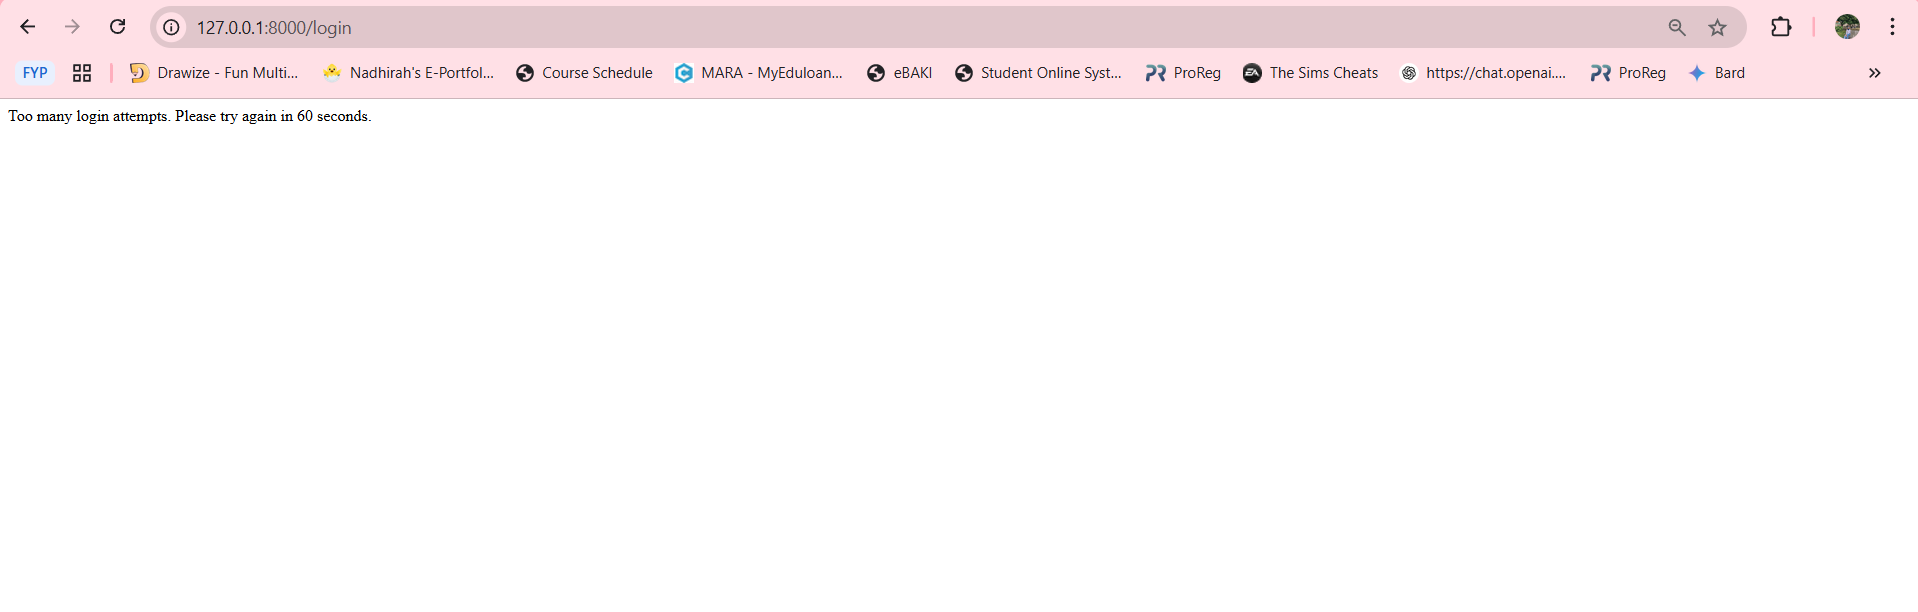 127.0.0.1:8000/login
FYP Drawize - Fun Multi... Nadhirah's E-Portfol... Course Schedule MARA - MyEduloan... eBAKI Student Online Syst... ProReg The Sims Cheats https://chat.openai.... ProReg Bard
Too many login attempts. Please try again in 60 seconds.